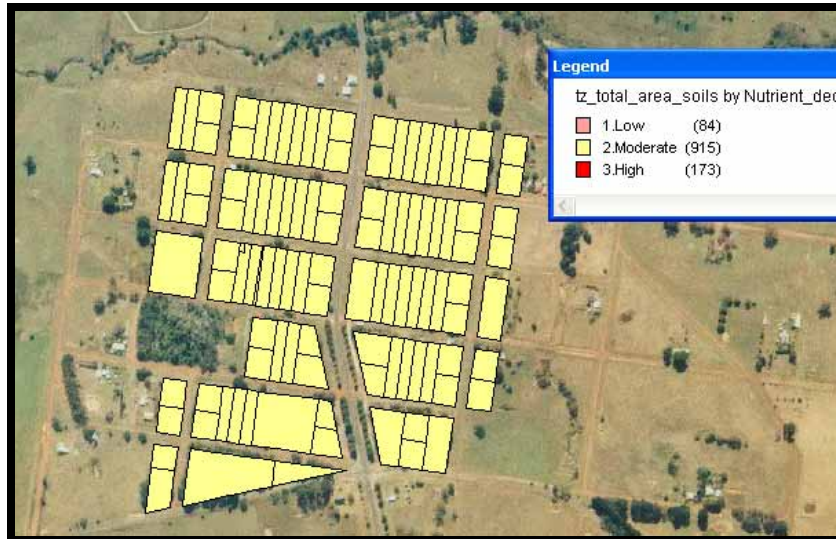 Legend
tz_total_area_soils by Nutrient_dec
1.Low (84)
2.Moderate (915)
3.High (173)